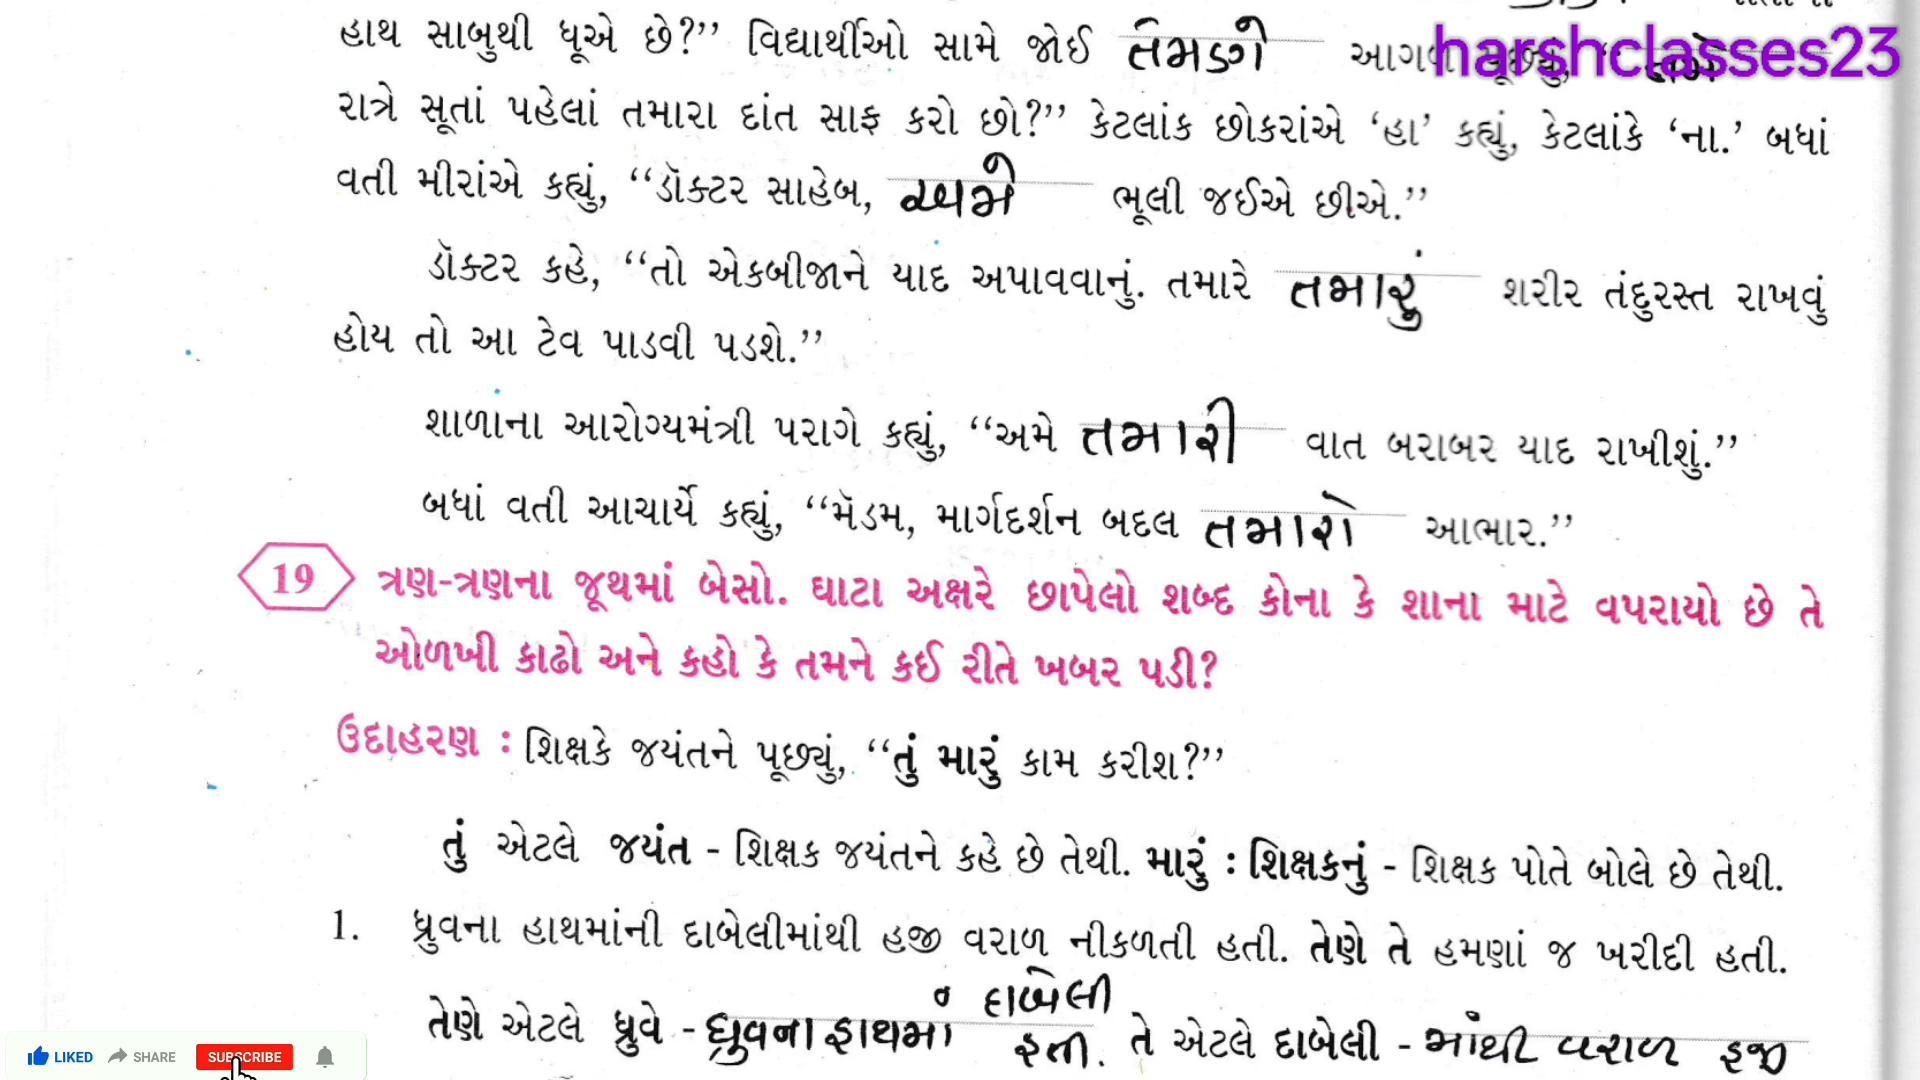 harshclasses23
હાથ સાબુથી ધૂએ છે?” વિદ્યાર્થીઓ સામે જોઈ તેમણે આગળ પૂછ્યું, “
રાત્રે સૂતાં પહેલાં તમારા દાંત સાફ કરો છો?” કેટલાંક છોકરાંએ ‘હા’ કહ્યું, કેટલાંકે ‘ના.’ બધાં
વતી મીરાંએ કહ્યું, “ડૉક્ટર સાહેબ, અમે ભૂલી જઈએ છીએ.”
ડૉક્ટર કહે, “તો એકબીજાને યાદ અપાવવાનું. તમારે તમારું શરીર તંદુરસ્ત રાખવું
હોય તો આ ટેવ પાડવી પડશે.”
શાળાના આરોગ્યમંત્રી પરાગે કહ્યું, “અમે તમારી વાત બરાબર યાદ રાખીશું.”
બધાં વતી આચાર્યે કહ્યું, “મૅડમ, માર્ગદર્શન બદલ તમારો આભાર.”
19 ત્રણ-ત્રણના જૂથમાં બેસો. ઘાટા અક્ષરે છાપેલો શબ્દ કોના કે શાના માટે વપરાયો છે તે
ઓળખી કાઢો અને કહો કે તમને કઈ રીતે ખબર પડી?
ઉદાહરણ : શિક્ષકે જયંતને પૂછ્યું, “તું મારું કામ કરીશ?”
તું એટલે જયંત - શિક્ષક જયંતને કહે છે તેથી. મારું : શિક્ષકનું - શિક્ષક પોતે બોલે છે તેથી.
1. ધ્રુવના હાથમાંની દાબેલીમાંથી હજી વરાળ નીકળતી હતી. તેણે તે હમણાં જ ખરીદી હતી.
તેણે એટલે ધ્રુવે - ધ્રુવના હાથમાં દાબેલી હતી. તે એટલે દાબેલી - માંથી વરાળ હજી
LIKED SHARE SUBSCRIBE